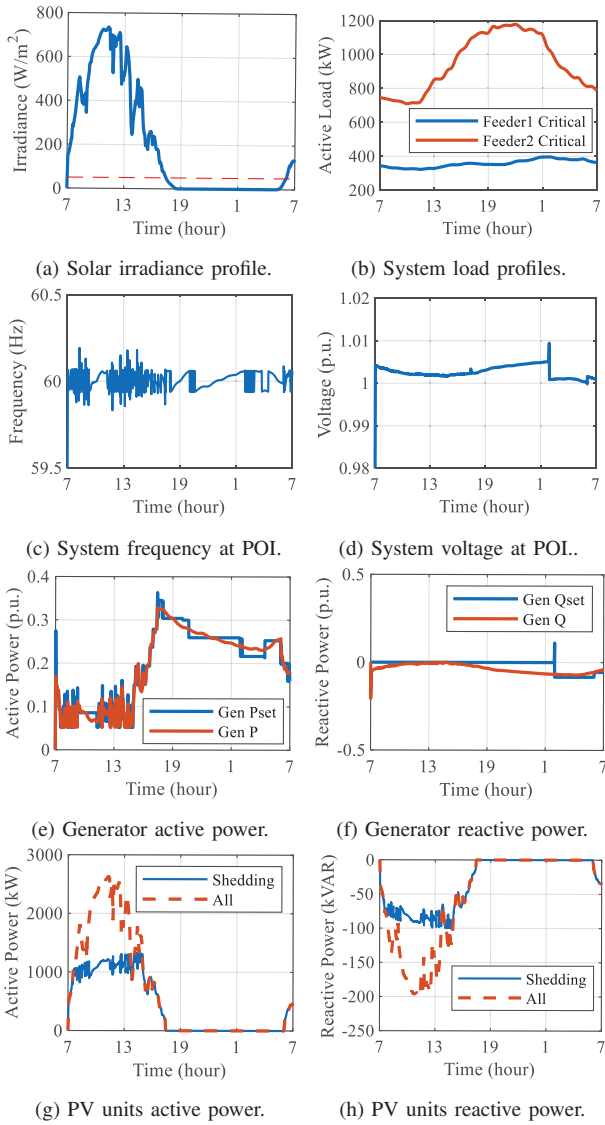 800
600
400
200
0
Irradiance (W/m²)
7 13 19 1 7
Time (hour)
(a) Solar irradiance profile.
1200
1000
800
600
400
200
Active Load (kW)
Feeder1 Critical
Feeder2 Critical
7 13 19 1 7
Time (hour)
(b) System load profiles.
60.5
60
59.5
Frequency (Hz)
7 13 19 1 7
Time (hour)
(c) System frequency at POI.
1.02
1.01
1
0.99
0.98
Voltage (p.u.)
7 13 19 1 7
Time (hour)
(d) System voltage at POI..
0.4
0.3
0.2
0.1
0
Active Power (p.u.)
Gen Pset
Gen P
7 13 19 1 7
Time (hour)
(e) Generator active power.
0.5
0
-0.5
Reactive Power (p.u.)
Gen Qset
Gen Q
7 13 19 1 7
Time (hour)
(f) Generator reactive power.
3000
2000
1000
0
Active Power (kW)
Shedding
All
7 13 19 1 7
Time (hour)
(g) PV units active power.
0
-50
-100
-150
-200
-250
Reactive Power (kVAR)
Shedding
All
7 13 19 1 7
Time (hour)
(h) PV units reactive power.